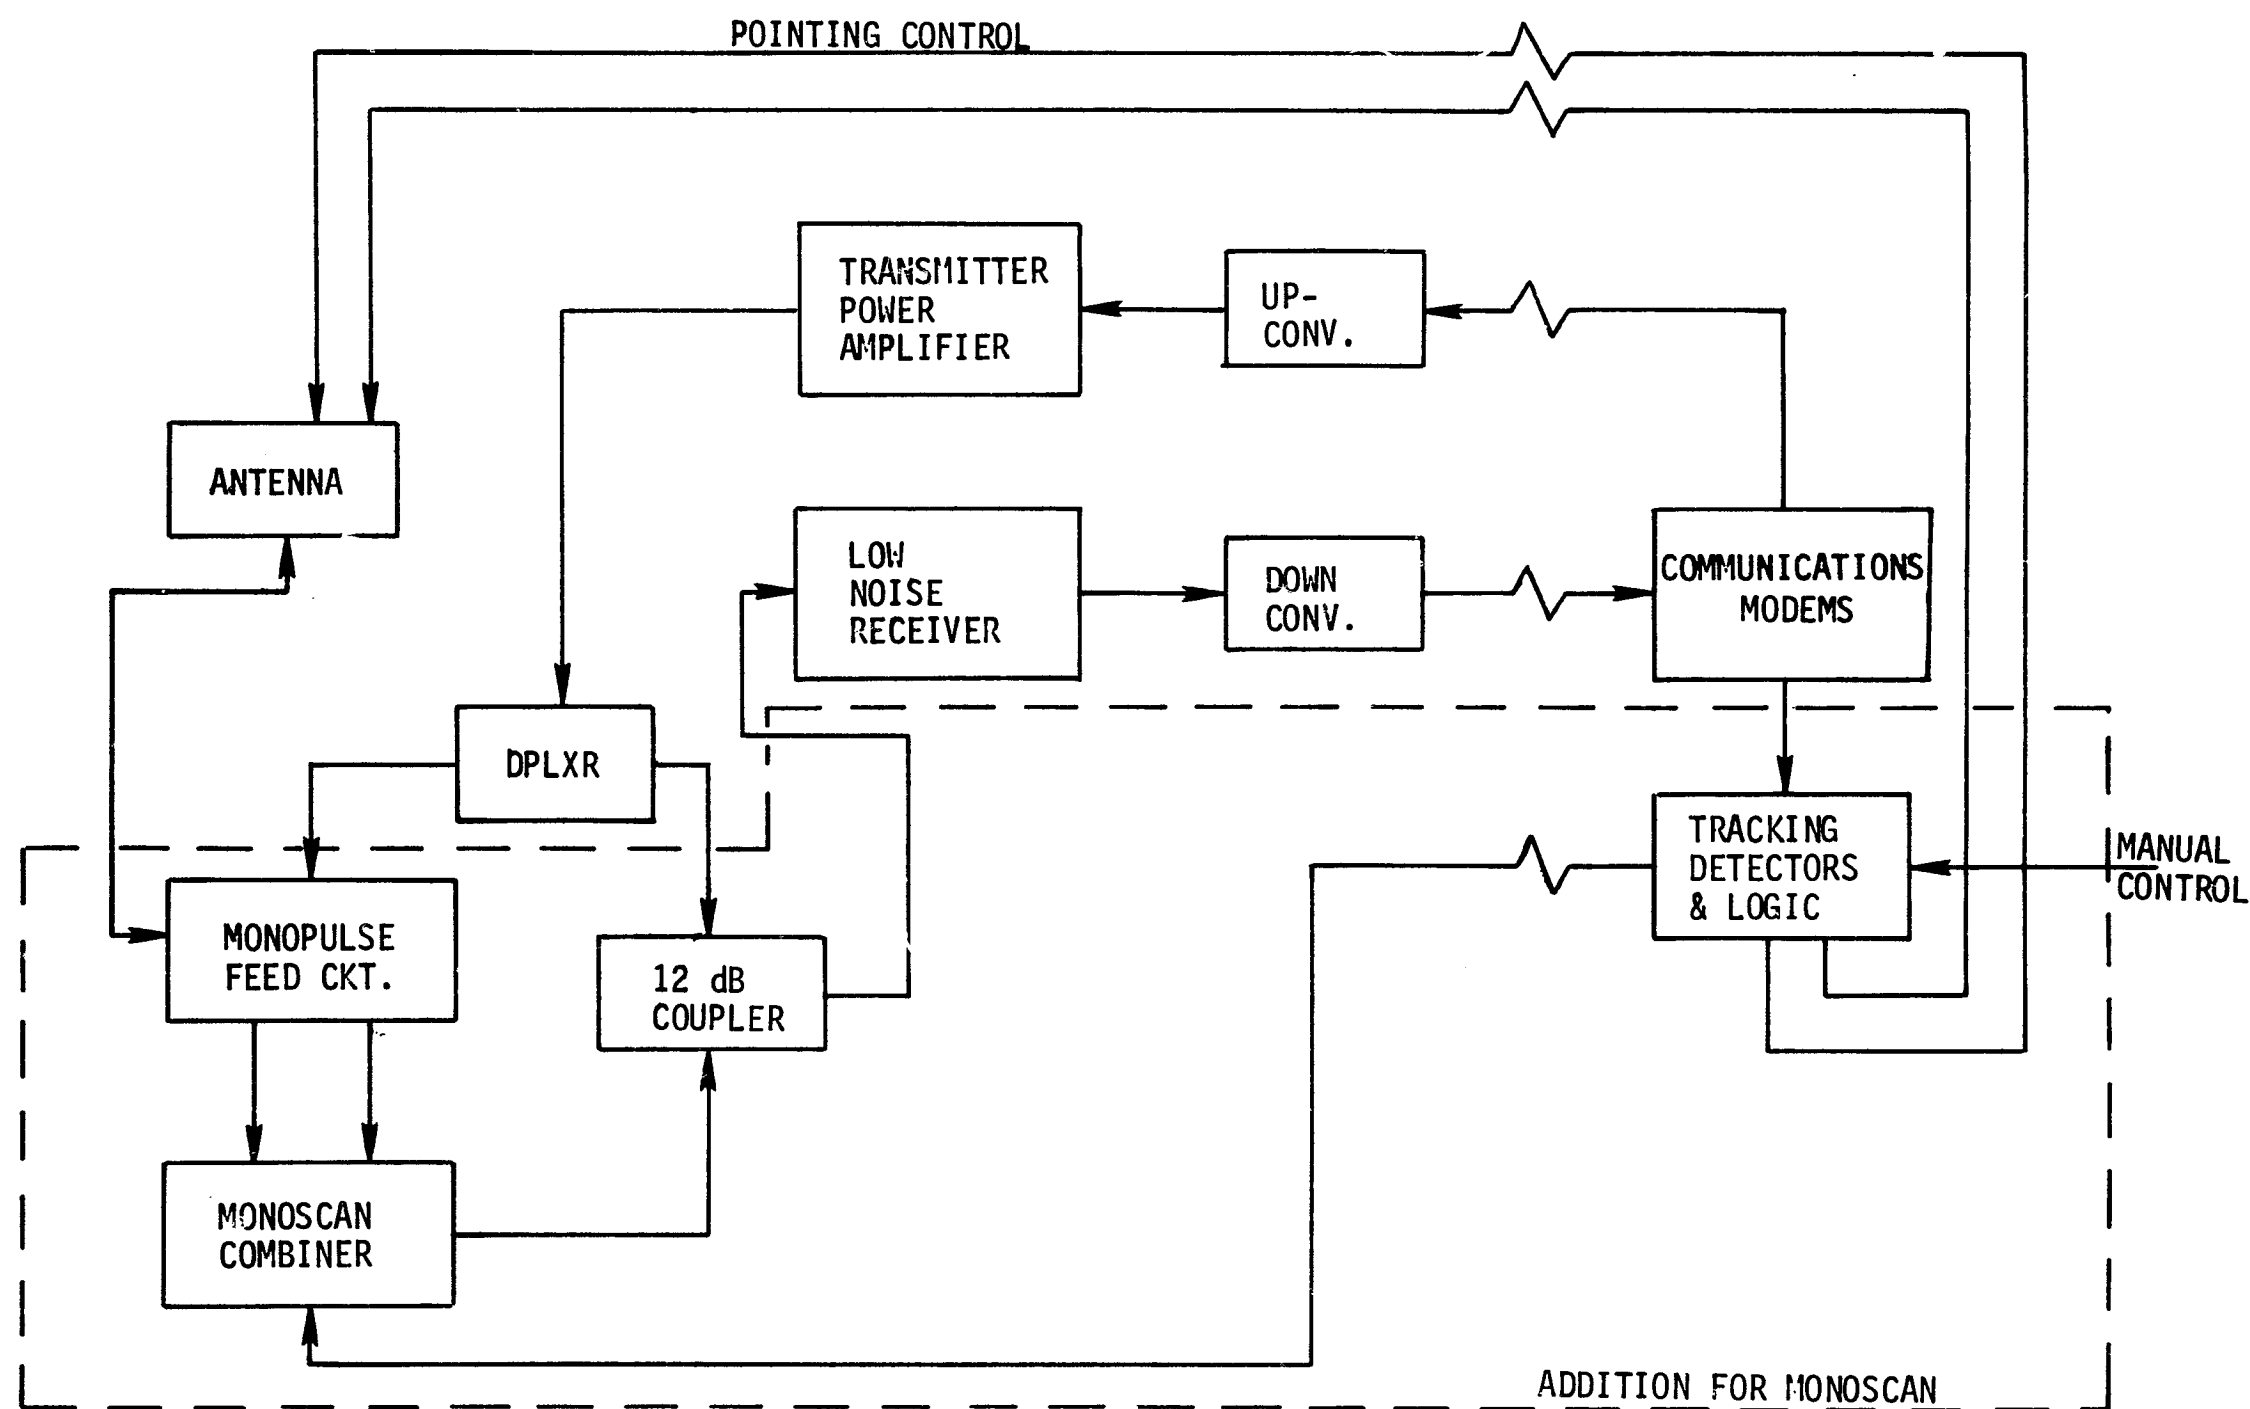 POINTING CONTROL
TRANSMITTER
POWER
AMPLIFIER
UP-
CONV.
ANTENNA
LOW
NOISE
RECEIVER
DOWN
CONV.
COMMUNICATIONS
MODEMS
DPLXR
TRACKING
DETECTORS
& LOGIC
MANUAL
CONTROL
MONOPULSE
FEED CKT.
12 dB
COUPLER
MONOSCAN
COMBINER
ADDITION FOR MONOSCAN